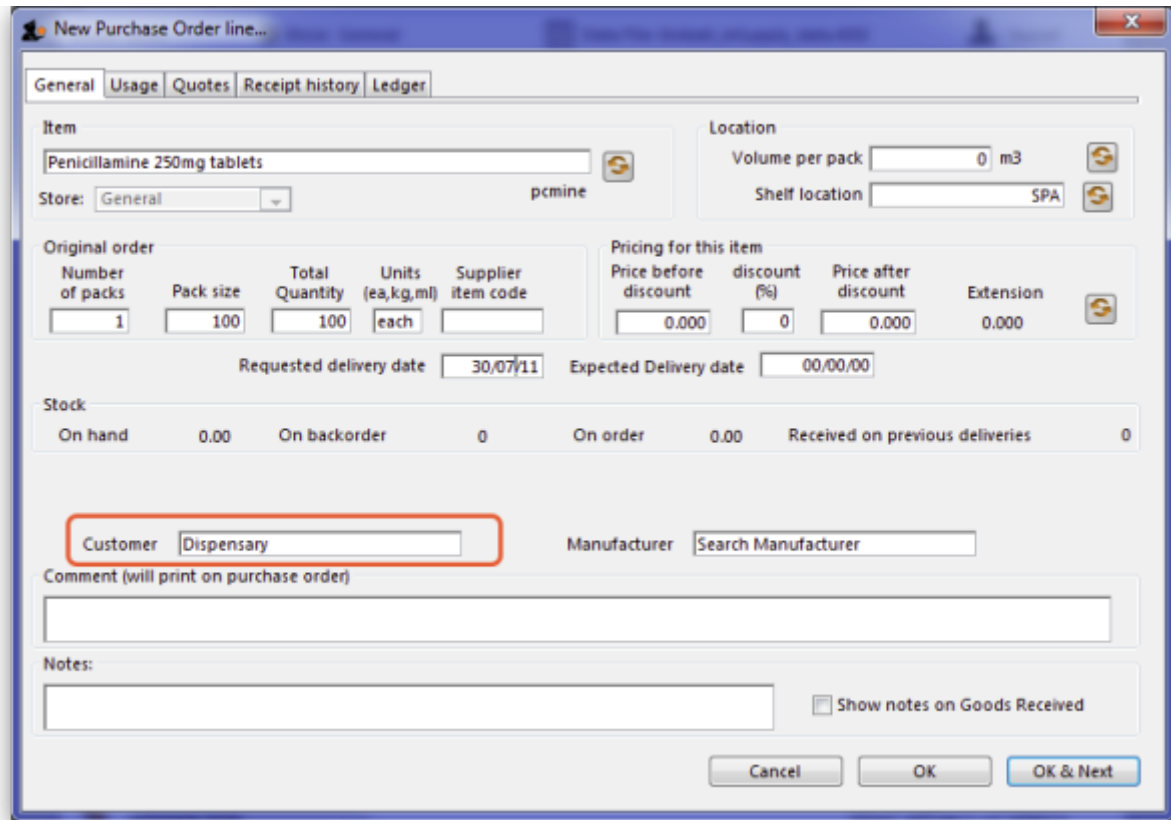 New Purchase Order line...
General Usage Quotes Receipt history Ledger
Item
Penicillamine 250mg tablets
Store: General
pcmine
Location
Volume per pack 0 m3
Shelf location SPA
Original order
Number of packs Pack size Total Quantity Units (ea,kg,ml) Supplier item code
1 100 100 each
Pricing for this item
Price before discount discount (%) Price after discount Extension
0.000 0 0.000 0.000
Requested delivery date 30/07/11 Expected Delivery date 00/00/00
Stock
On hand 0.00 On backorder 0 On order 0.00 Received on previous deliveries 0
Customer Dispensary Manufacturer Search Manufacturer
Comment (will print on purchase order)
Notes:
Show notes on Goods Received
Cancel OK OK & Next